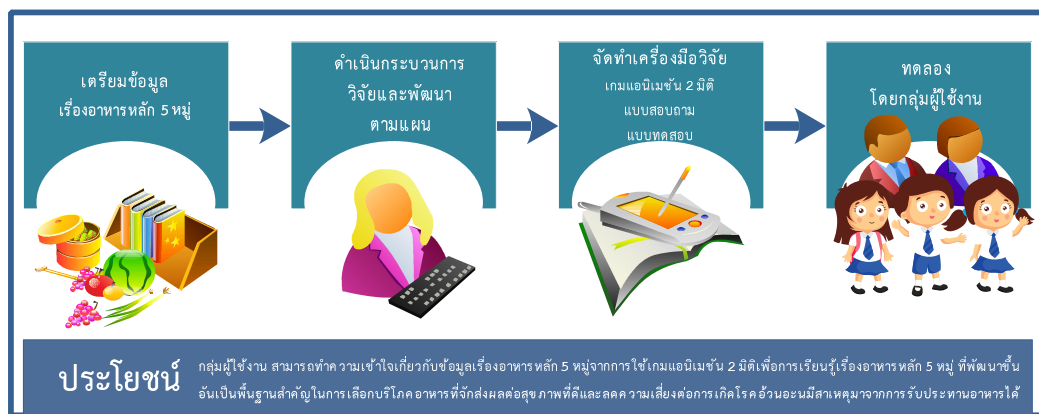 เตรียมข้อมูล
เรื่องอาหารหลัก 5 หมู่
ดำเนินกระบวนการ
วิจัยและพัฒนา
ตามแผน
จัดทำเครื่องมือวิจัย
เกมแอนิเมชัน 2 มิติ
แบบสอบถาม
แบบทดสอบ
ทดลอง
โดยกลุ่มผู้ใช้งาน
ประโยชน์
กลุ่มผู้ใช้งาน สามารถทำความเข้าใจเกี่ยวกับข้อมูลเรื่องอาหารหลัก 5 หมู่จากการใช้เกมแอนิเมชัน 2 มิติเพื่อการเรียนรู้เรื่องอาหารหลัก 5 หมู่ ที่พัฒนาขึ้น
อันเป็นพื้นฐานสำคัญในการเลือกบริโภคอาหารที่จักส่งผลต่อสุขภาพที่ดีและลดความเสี่ยงต่อการเกิดโรคอ้วนอะนมีสาเหตุมาจากการรับประทานอาหารได้